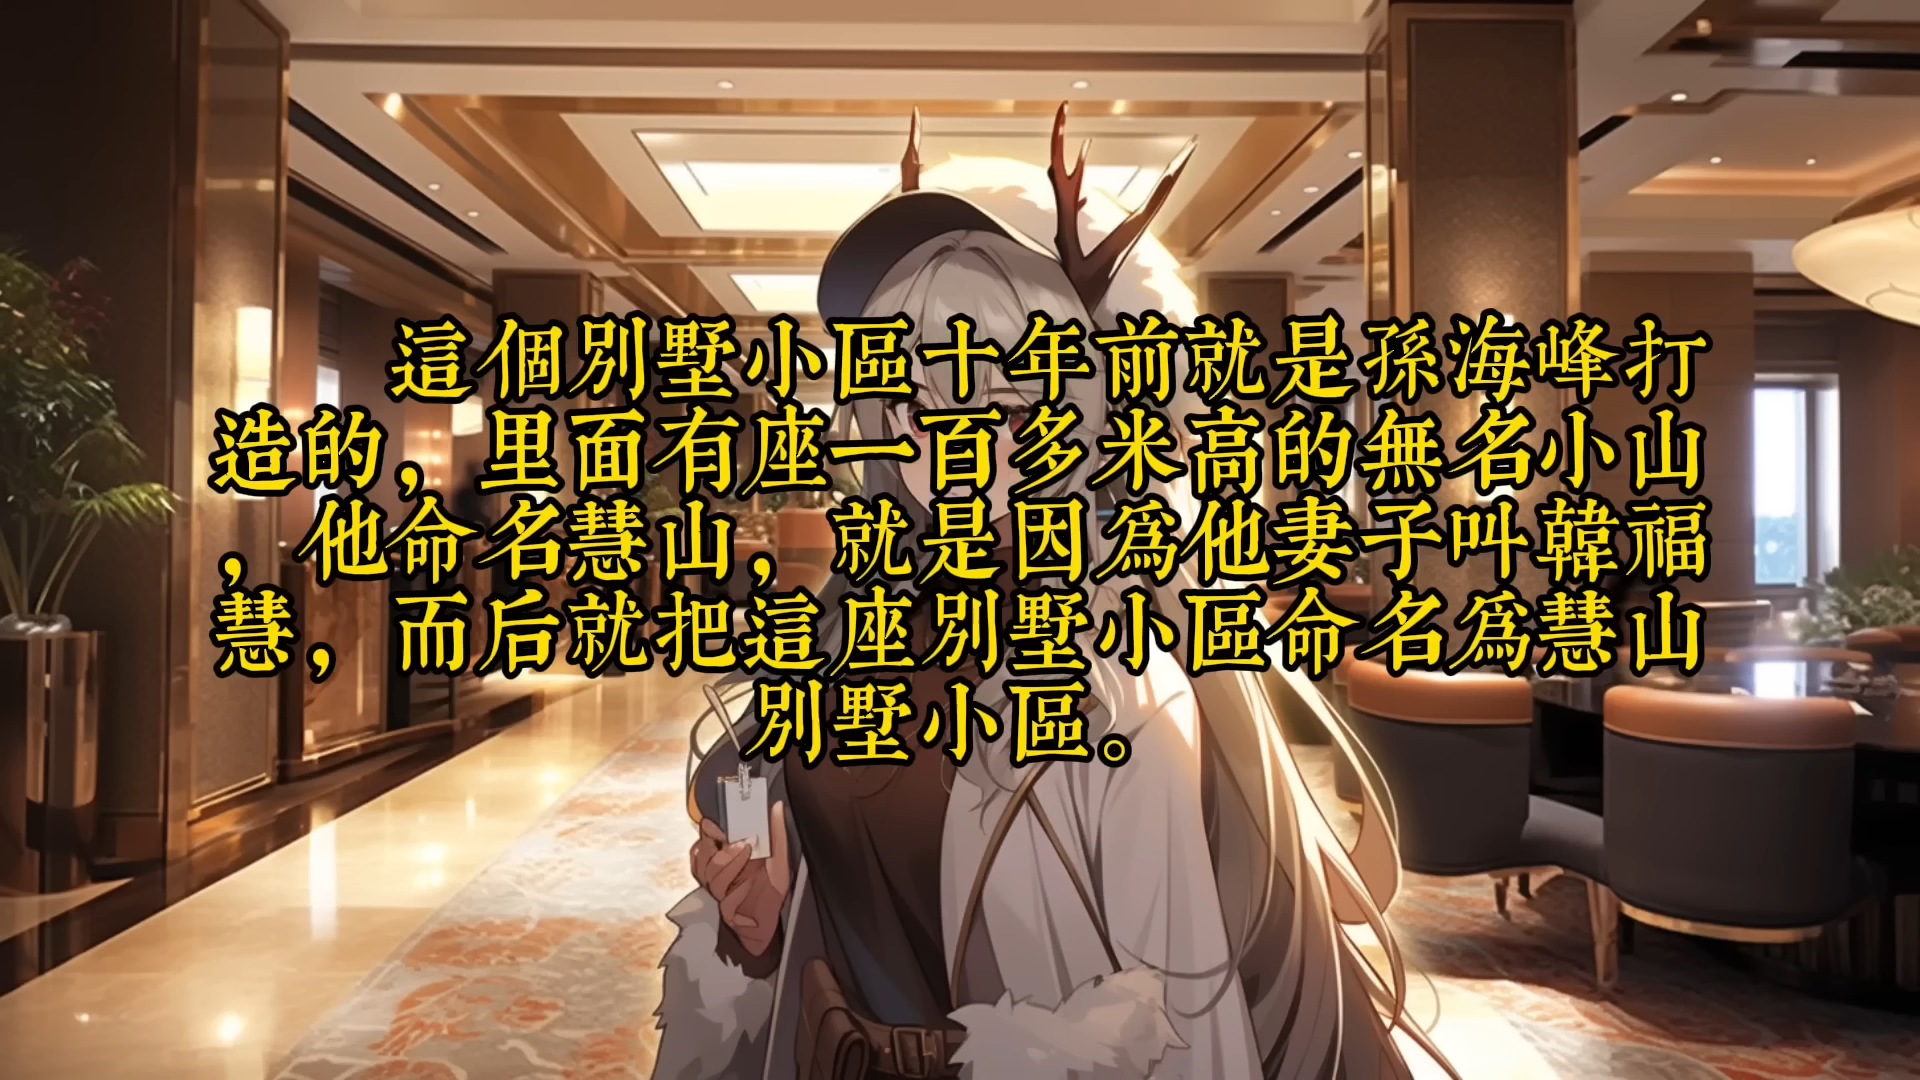 這個別墅小區十年前就是孫海峰打
造的，里面有座一百多米高的無名小山
，他命名慧山，就是因爲他妻子叫韓福
慧，而后就把這座別墅小區命名爲慧山
別墅小區。